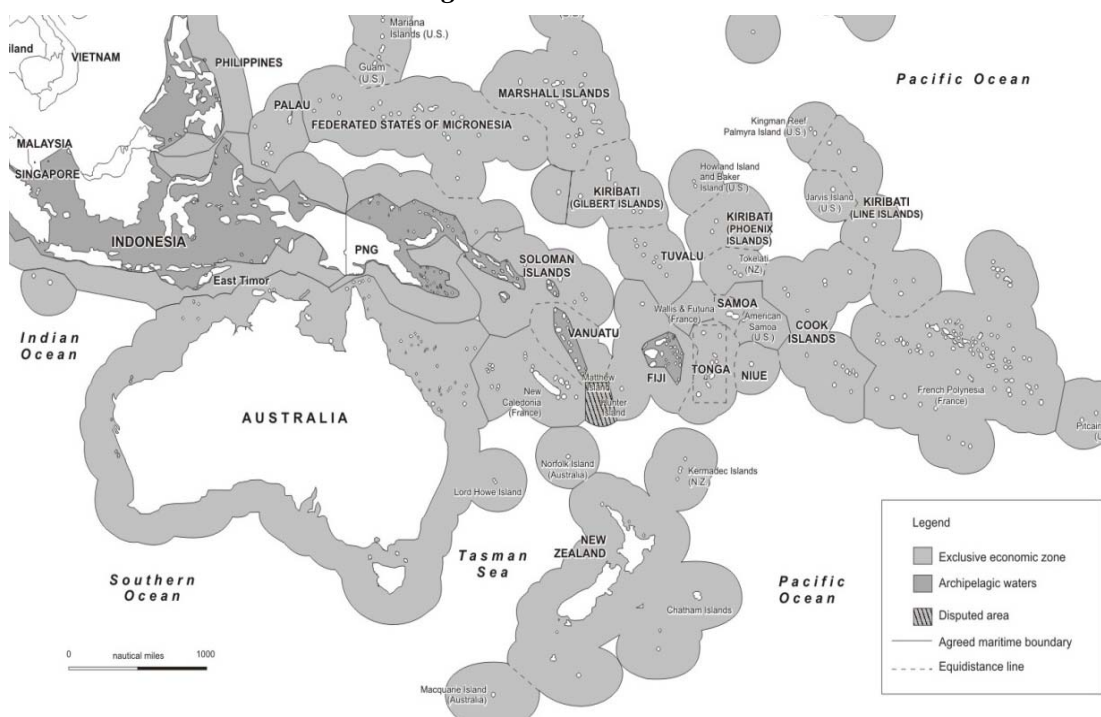 Mariana
Islands (U.S.)
iland
VIETNAM
PHILIPPINES
Guam
(U.S.)
Pacific Ocean
MARSHALL ISLANDS
PALAU
FEDERATED STATES OF MICRONESIA
Kingman Reef
Palmyra Island (U.S.)
MALAYSIA
SINGAPORE
Howland Island
and Baker
Island (U.S.)
KIRIBATI
(GILBERT ISLANDS)
Jarvis Island
(U.S.)
KIRIBATI
(LINE ISLANDS)
KIRIBATI
(PHOENIX
ISLANDS)
INDONESIA
PNG
SOLOMAN
ISLANDS
TUVALU
Tokelati
(NZ)
East Timor
Wallis & Futuna
(France)
SAMOA
American
Samoa
(U.S.)
Indian
Ocean
VANUATU
COOK
ISLANDS
FIJI
TONGA
NIUE
Matthew
Island
Hunter
Island
New
Caledonia
(France)
French Polynesia
(France)
AUSTRALIA
Pitcairn
(U.
Norfolk Island
(Australia)
Kermadec Islands
(N.Z.)
Lord Howe Island
NEW
ZEALAND
Tasman
Sea
Southern
Ocean
Pacific
Ocean
Chatham Islands
0 nautical miles 1000
Macquarie Island
(Australia)
Legend
Exclusive economic zone
Archipelagic waters
Disputed area
Agreed maritime boundary
Equidistance line